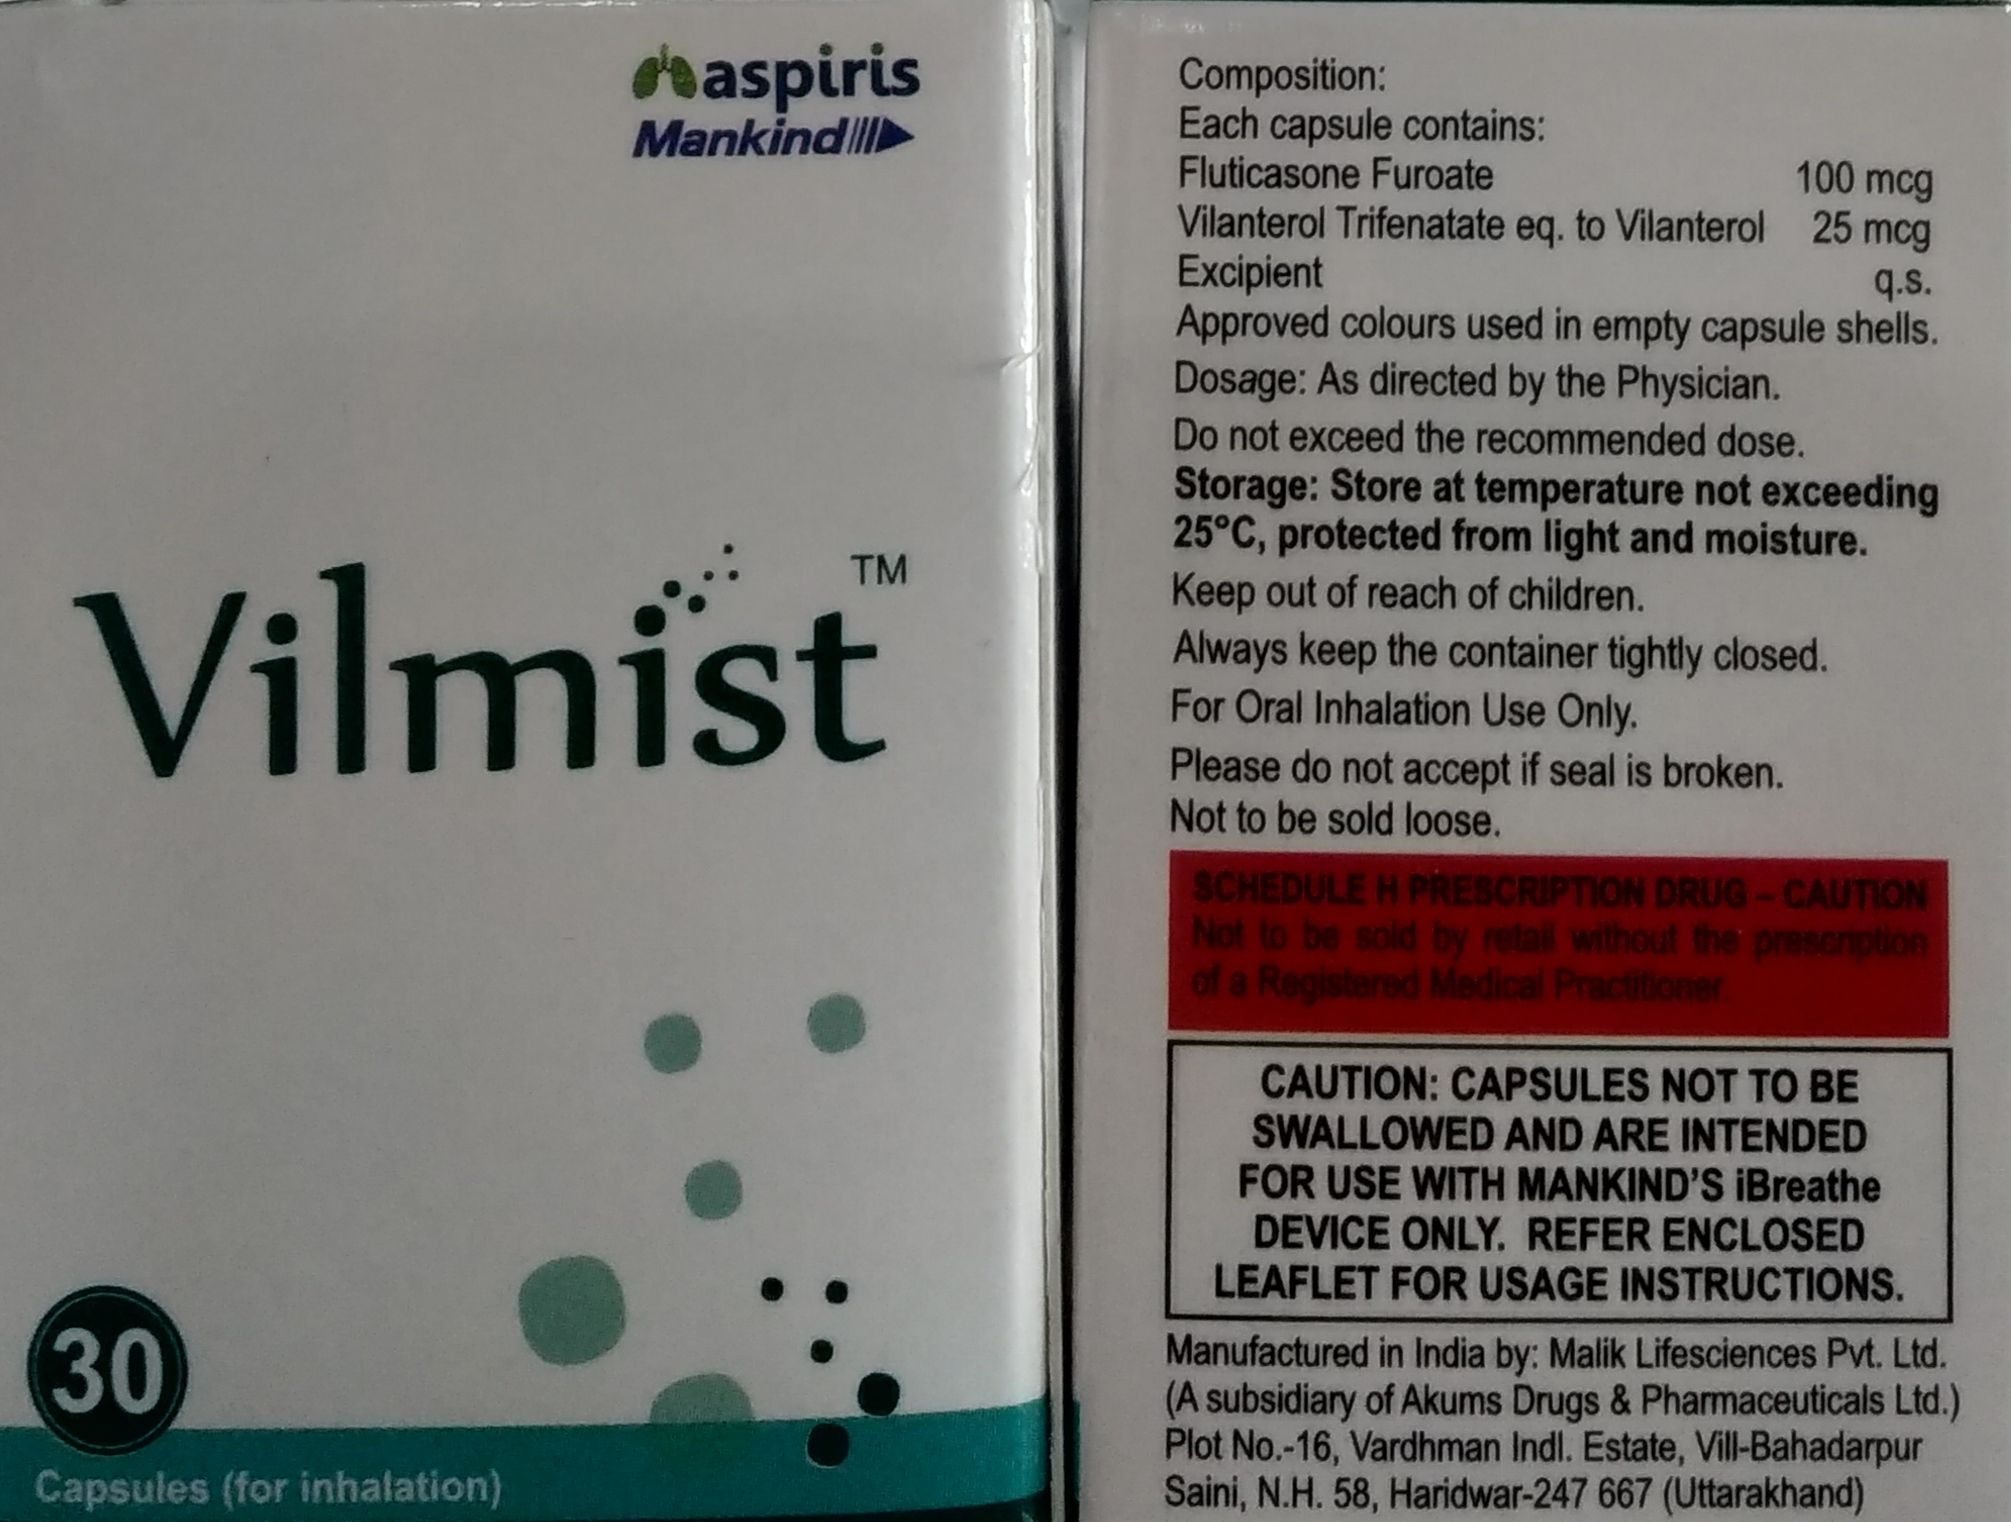 aspiris
Mankind
Vilmist™
30
Capsules (for inhalation)
Composition:
Each capsule contains:
Fluticasone Furoate 100 mcg
Vilanterol Trifenatate eq. to Vilanterol 25 mcg
Excipient q.s.
Approved colours used in empty capsule shells.
Dosage: As directed by the Physician.
Do not exceed the recommended dose.
Storage: Store at temperature not exceeding
25°C, protected from light and moisture.
Keep out of reach of children.
Always keep the container tightly closed.
For Oral Inhalation Use Only.
Please do not accept if seal is broken.
Not to be sold loose.
SCHEDULE H PRESCRIPTION DRUG – CAUTION
Not to be sold by retail without the prescription
of a Registered Medical Practitioner.
CAUTION: CAPSULES NOT TO BE
SWALLOWED AND ARE INTENDED
FOR USE WITH MANKIND'S iBreathe
DEVICE ONLY. REFER ENCLOSED
LEAFLET FOR USAGE INSTRUCTIONS.
Manufactured in India by: Malik Lifesciences Pvt. Ltd.
(A subsidiary of Akums Drugs & Pharmaceuticals Ltd.)
Plot No.-16, Vardhman Indl. Estate, Vill-Bahadarpur
Saini, N.H. 58, Haridwar-247 667 (Uttarakhand)